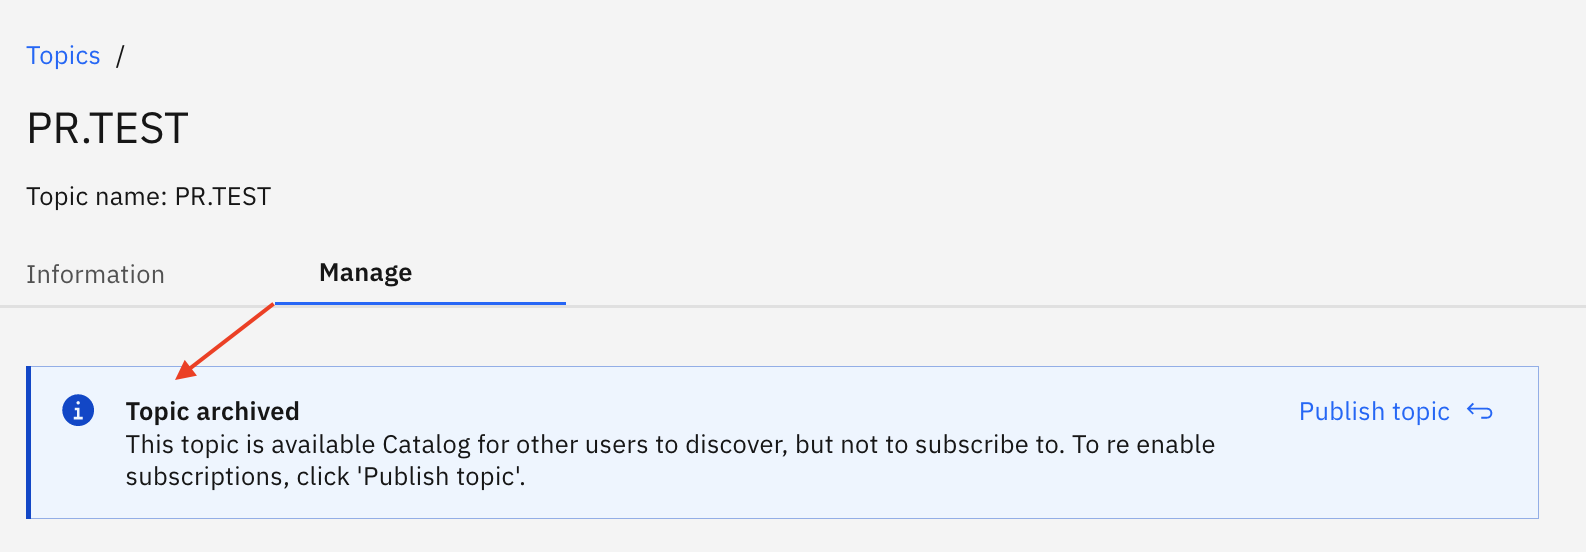 Topics /
PR.TEST
Topic name: PR.TEST
Information
Manage
Topic archived
Publish topic
This topic is available Catalog for other users to discover, but not to subscribe to. To re enable
subscriptions, click 'Publish topic'.